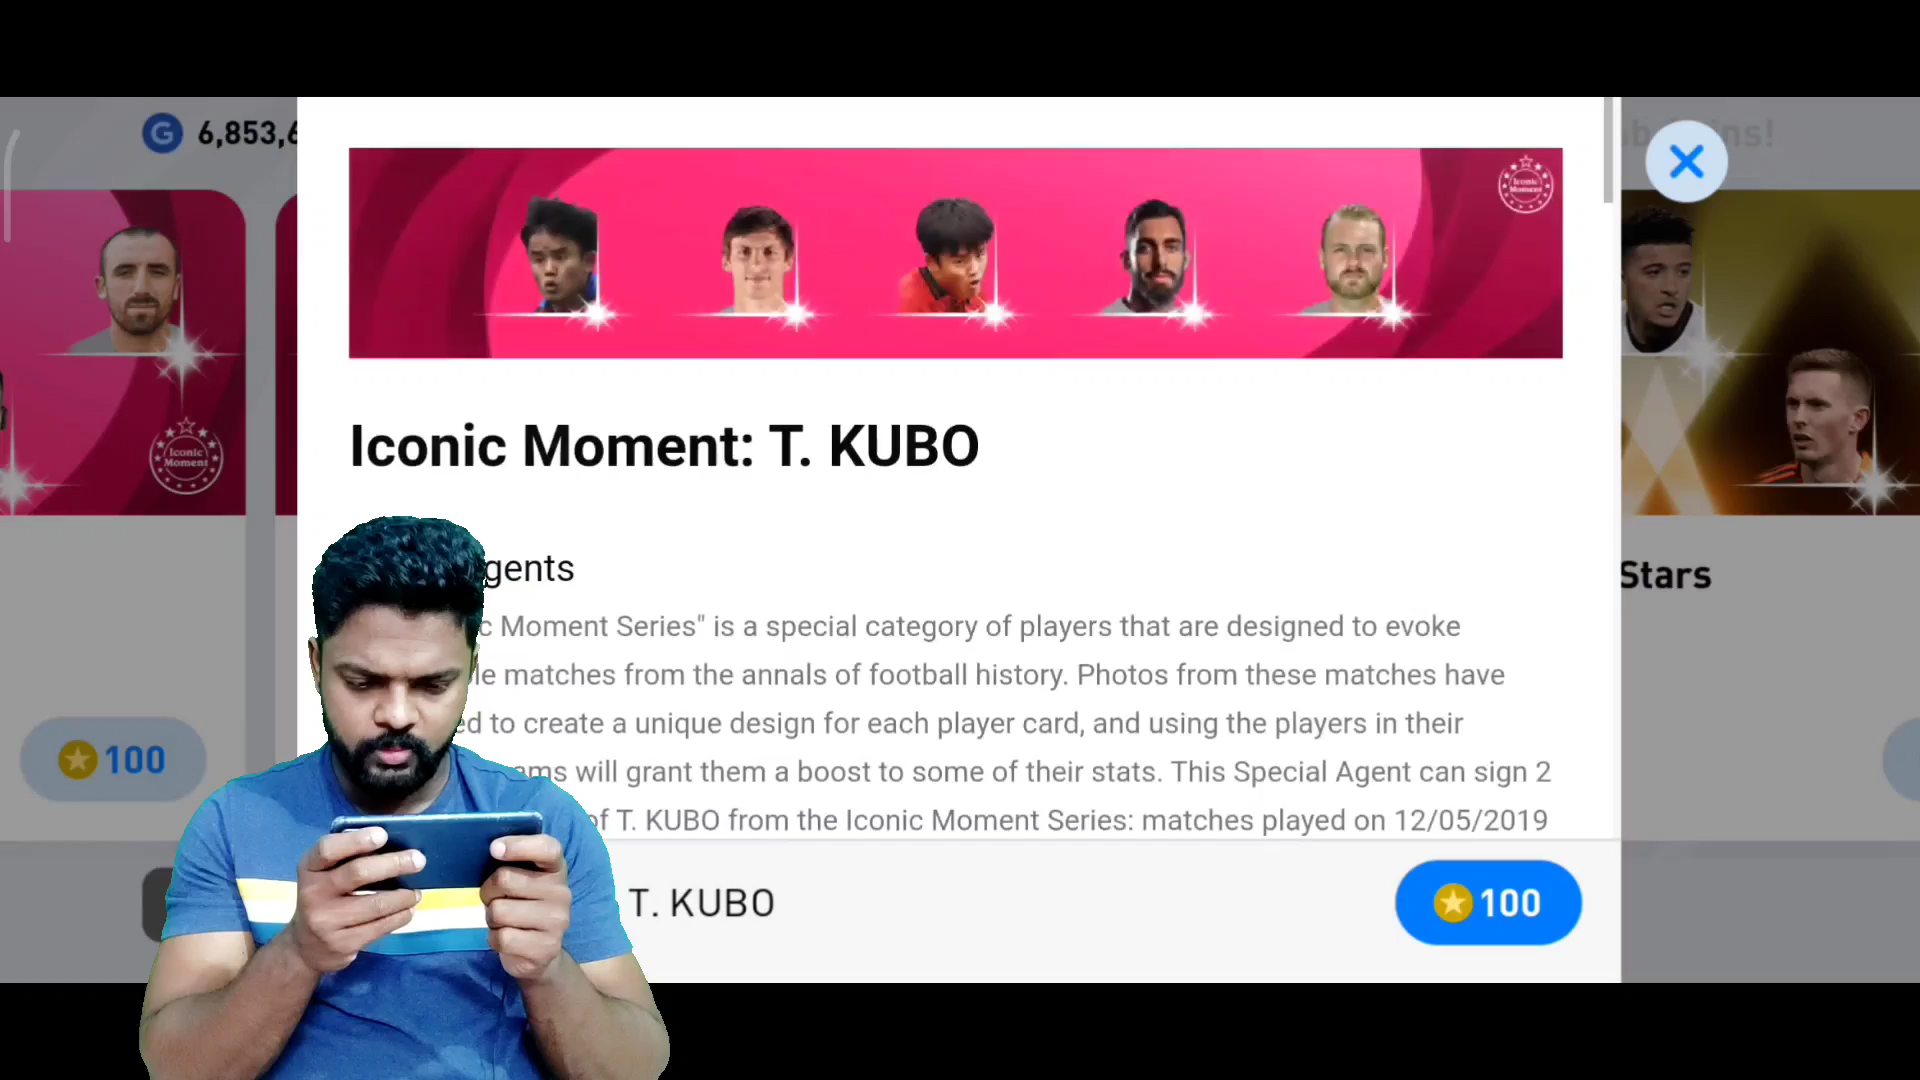 6,853,6
Iconic
Moment
Iconic Moment: T. KUBO
gents
c Moment Series" is a special category of players that are designed to evoke
le matches from the annals of football history. Photos from these matches have
ed to create a unique design for each player card, and using the players in their
ams will grant them a boost to some of their stats. This Special Agent can sign 2
of T. KUBO from the Iconic Moment Series: matches played on 12/05/2019
T. KUBO
100
100
Iconic
Moment
Stars